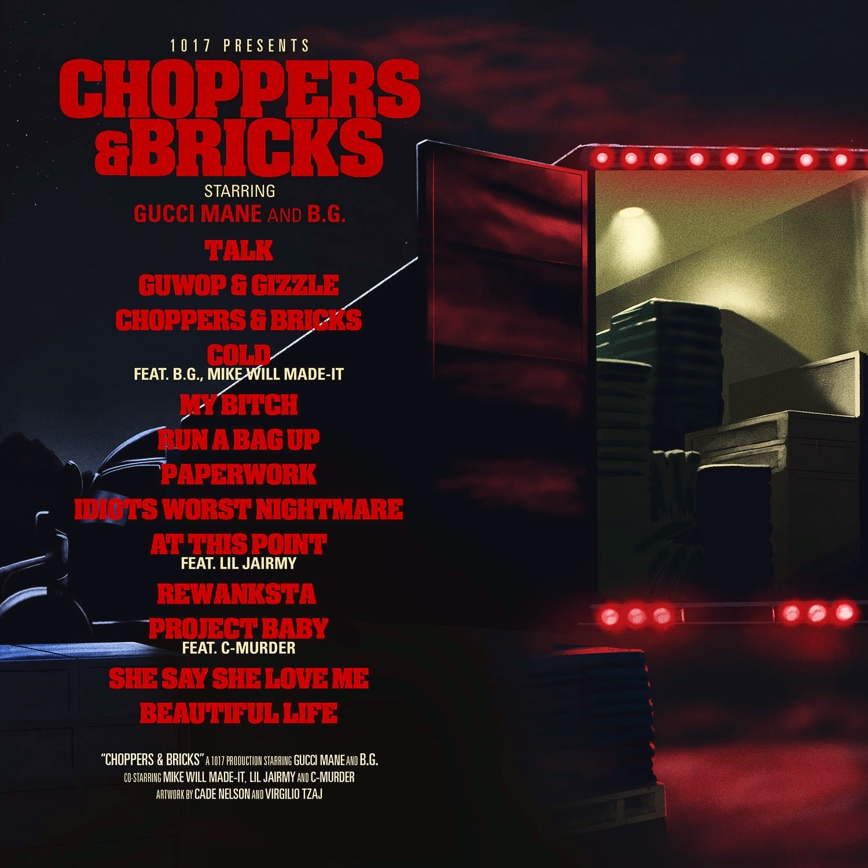 1017 PRESENTS
CHOPPERS
&BRICKS
STARRING
GUCCI MANE AND B.G.
TALK
GUWOP & GIZZLE
CHOPPERS & BRICKS
COLD
FEAT. B.G., MIKE WILL MADE-IT
MY BITCH
RUN A BAG UP
PAPERWORK
IDIOTS WORST NIGHTMARE
AT THIS POINT
FEAT. LIL JAIRMY
REWANKSTA
PROJECT BABY
FEAT. C-MURDER
SHE SAY SHE LOVE ME
BEAUTIFUL LIFE
"CHOPPERS & BRICKS" A 1017 PRODUCTION STARRING GUCCI MANE AND B.G.
CO-STARRING MIKE WILL MADE-IT, LIL JAIRMY AND C-MURDER
ARTWORK BY CADE NELSON AND VIRGILIO TZAJ